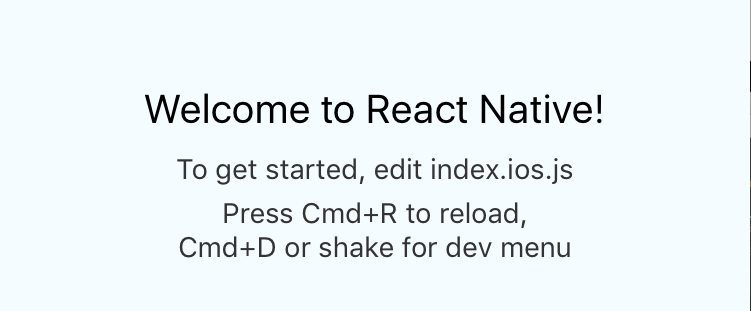 Welcome to React Native!
To get started, edit index.ios.js
Press Cmd+R to reload,
Cmd+D or shake for dev menu